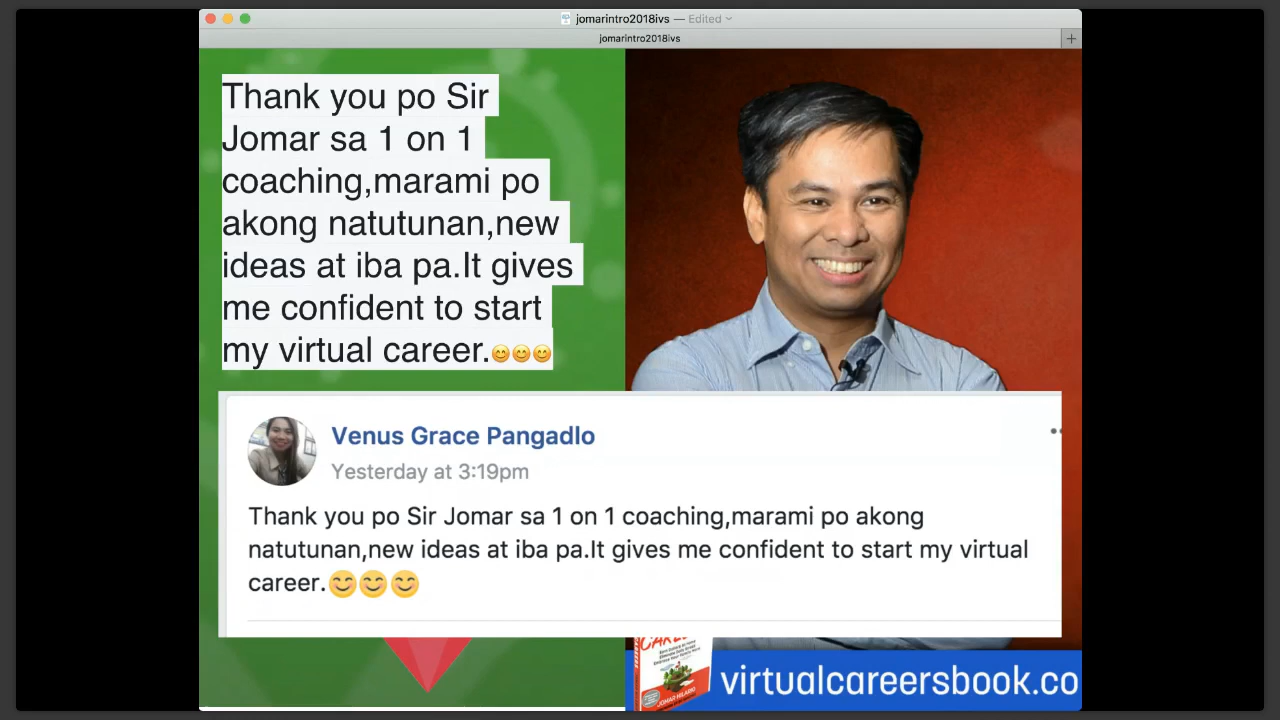 jomarintro2018ivs — Edited
jomarintro2018ivs
Thank you po Sir
Jomar sa 1 on 1
coaching,marami po
akong natutunan,new
ideas at iba pa.It gives
me confident to start
my virtual career.😊😊😊
Venus Grace Pangadlo
Yesterday at 3:19pm
Thank you po Sir Jomar sa 1 on 1 coaching,marami po akong
natutunan,new ideas at iba pa.It gives me confident to start my virtual
career.😊😊😊
JOMAR HILARIO
virtualcareersbook.co